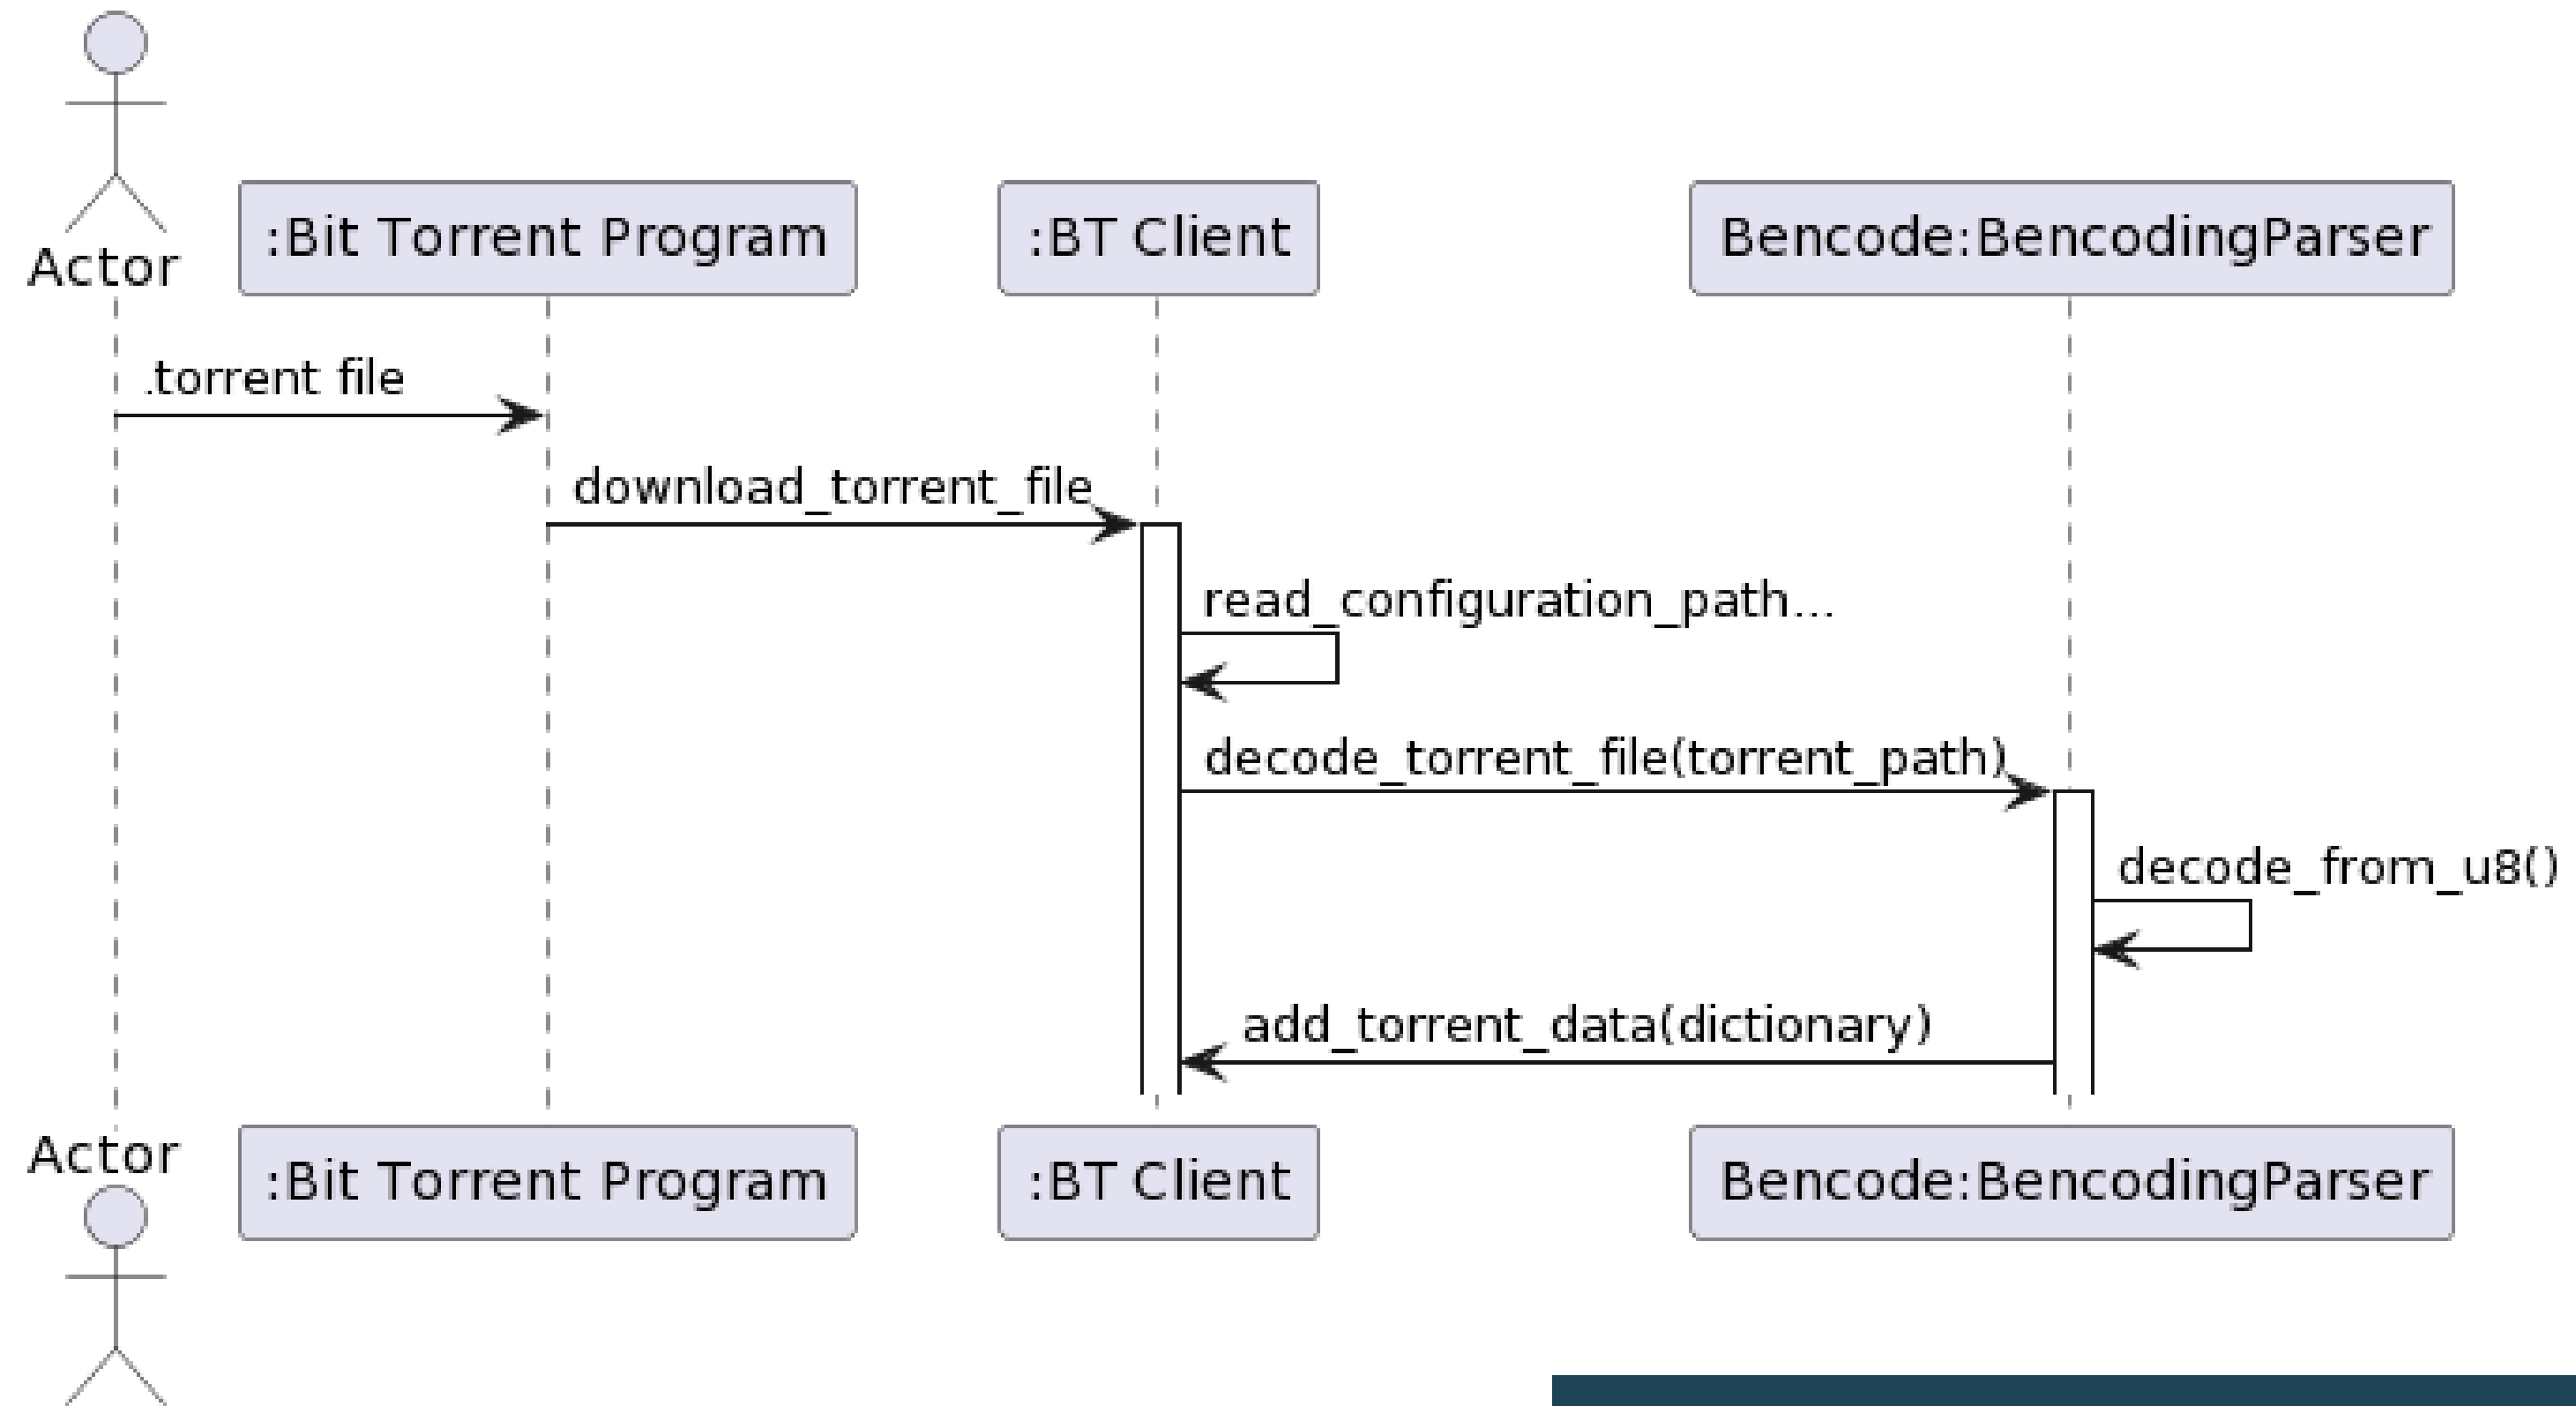 Actor
:Bit Torrent Program
:BT Client
Bencode:BencodingParser
.torrent file
download_torrent_file
read_configuration_path...
decode_torrent_file(torrent_path)
decode_from_u8()
add_torrent_data(dictionary)
Actor
:Bit Torrent Program
:BT Client
Bencode:BencodingParser